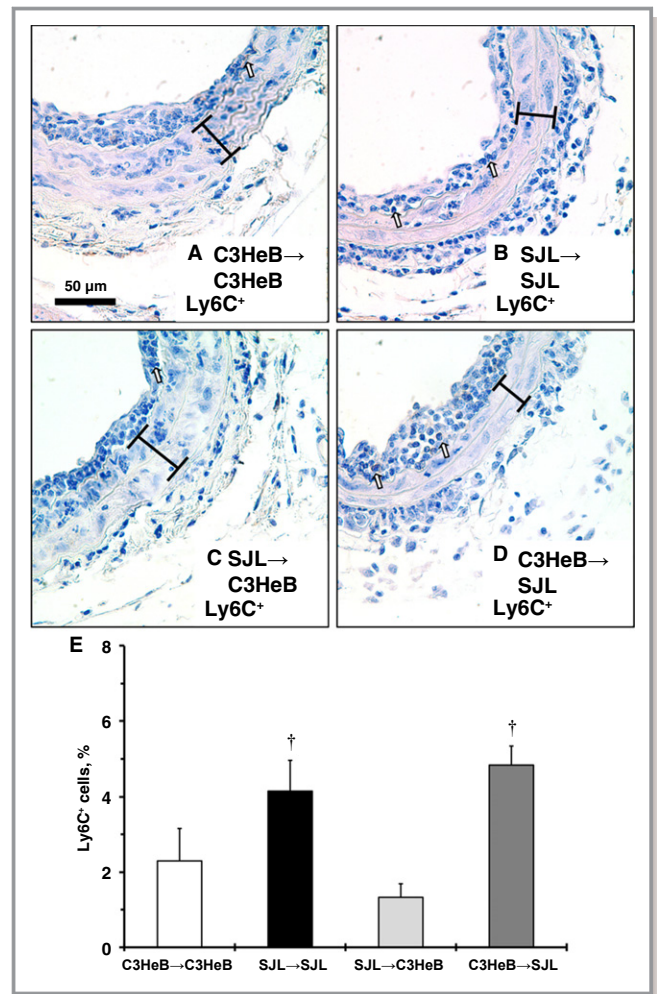 A C3HeB→
C3HeB
Ly6C⁺
50 µm
B SJL→
SJL
Ly6C⁺
C SJL→
C3HeB
Ly6C⁺
D C3HeB→
SJL
Ly6C⁺
E
8
6
4
2
0
Ly6C⁺ cells, %
†
†
C3HeB→C3HeB SJL→SJL SJL→C3HeB C3HeB→SJL